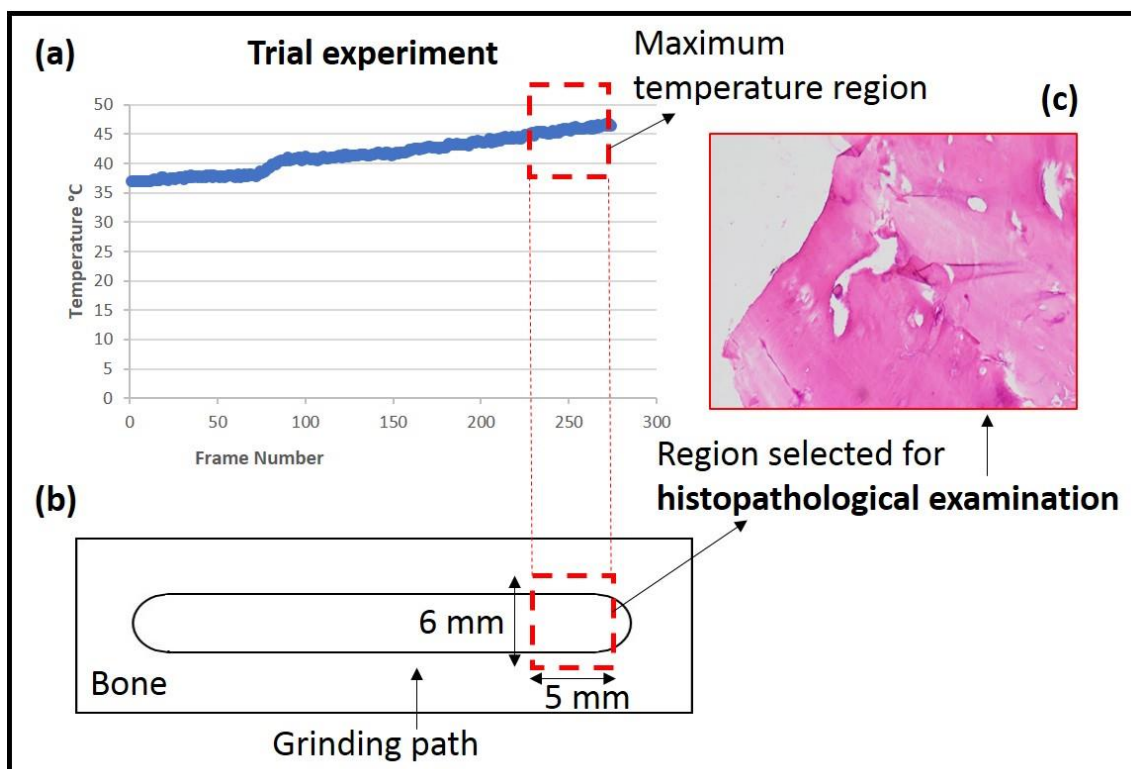 (a)
Trial experiment
Maximum
temperature region
(c)
50
45
40
35
30
25
20
15
10
5
0
Temperature °C
0 50 100 150 200 250 300
Frame Number
Region selected for
histopathological examination
(b)
6 mm
5 mm
Bone
Grinding path